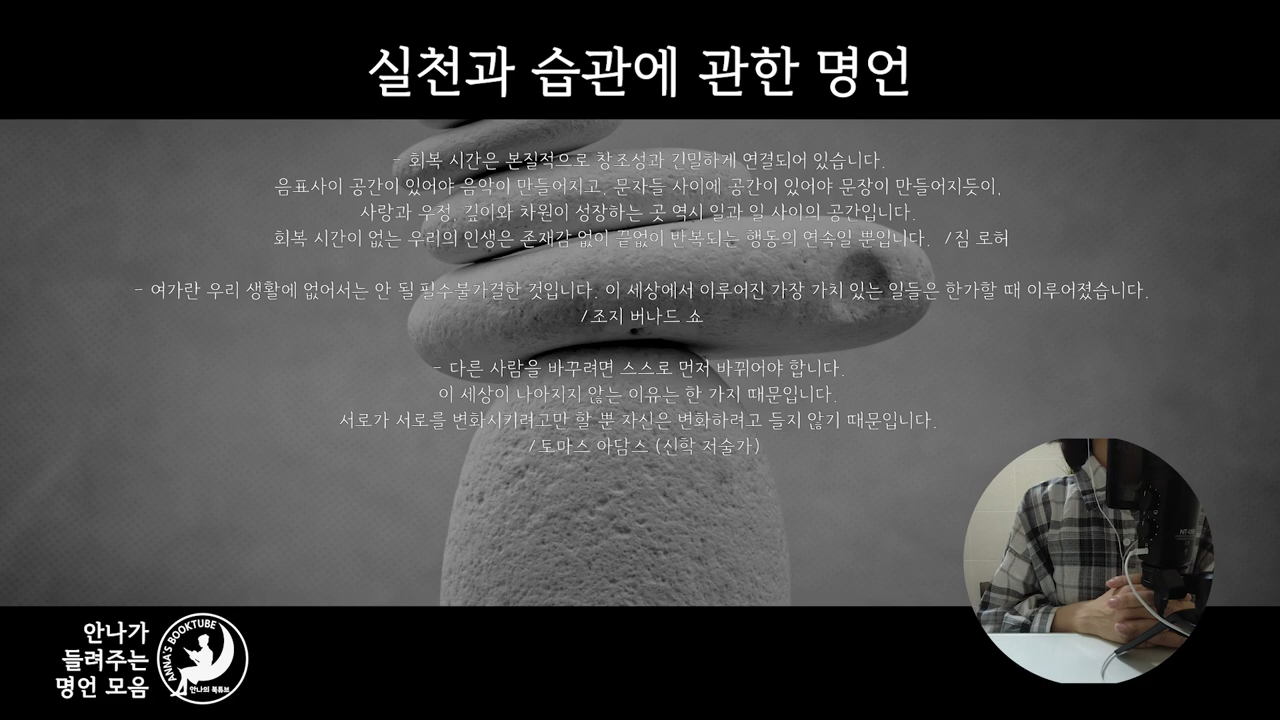 실천과 습관에 관한 명언
- 회복 시간은 본질적으로 창조성과 긴밀하게 연결되어 있습니다.
음표사이 공간이 있어야 음악이 만들어지고, 문자들 사이에 공간이 있어야 문장이 만들어지듯이,
사랑과 우정, 깊이와 차원이 성장하는 곳 역시 일과 일 사이의 공간입니다.
회복 시간이 없는 우리의 인생은 존재감 없이 끝없이 반복되는 행동의 연속일 뿐입니다. /짐 로허
- 여가란 우리 생활에 없어서는 안 될 필수불가결한 것입니다. 이 세상에서 이루어진 가장 가치 있는 일들은 한가할 때 이루어졌습니다.
/조지 버나드 쇼
- 다른 사람을 바꾸려면 스스로 먼저 바뀌어야 합니다.
이 세상이 나아지지 않는 이유는 한 가지 때문입니다.
서로가 서로를 변화시키려고만 할 뿐 자신은 변화하려고 들지 않기 때문입니다.
/토마스 아담스 (신학 저술가)
안나가
들려주는
명언 모음
ANNA'S BOOKTUBE
안나의 북튜브